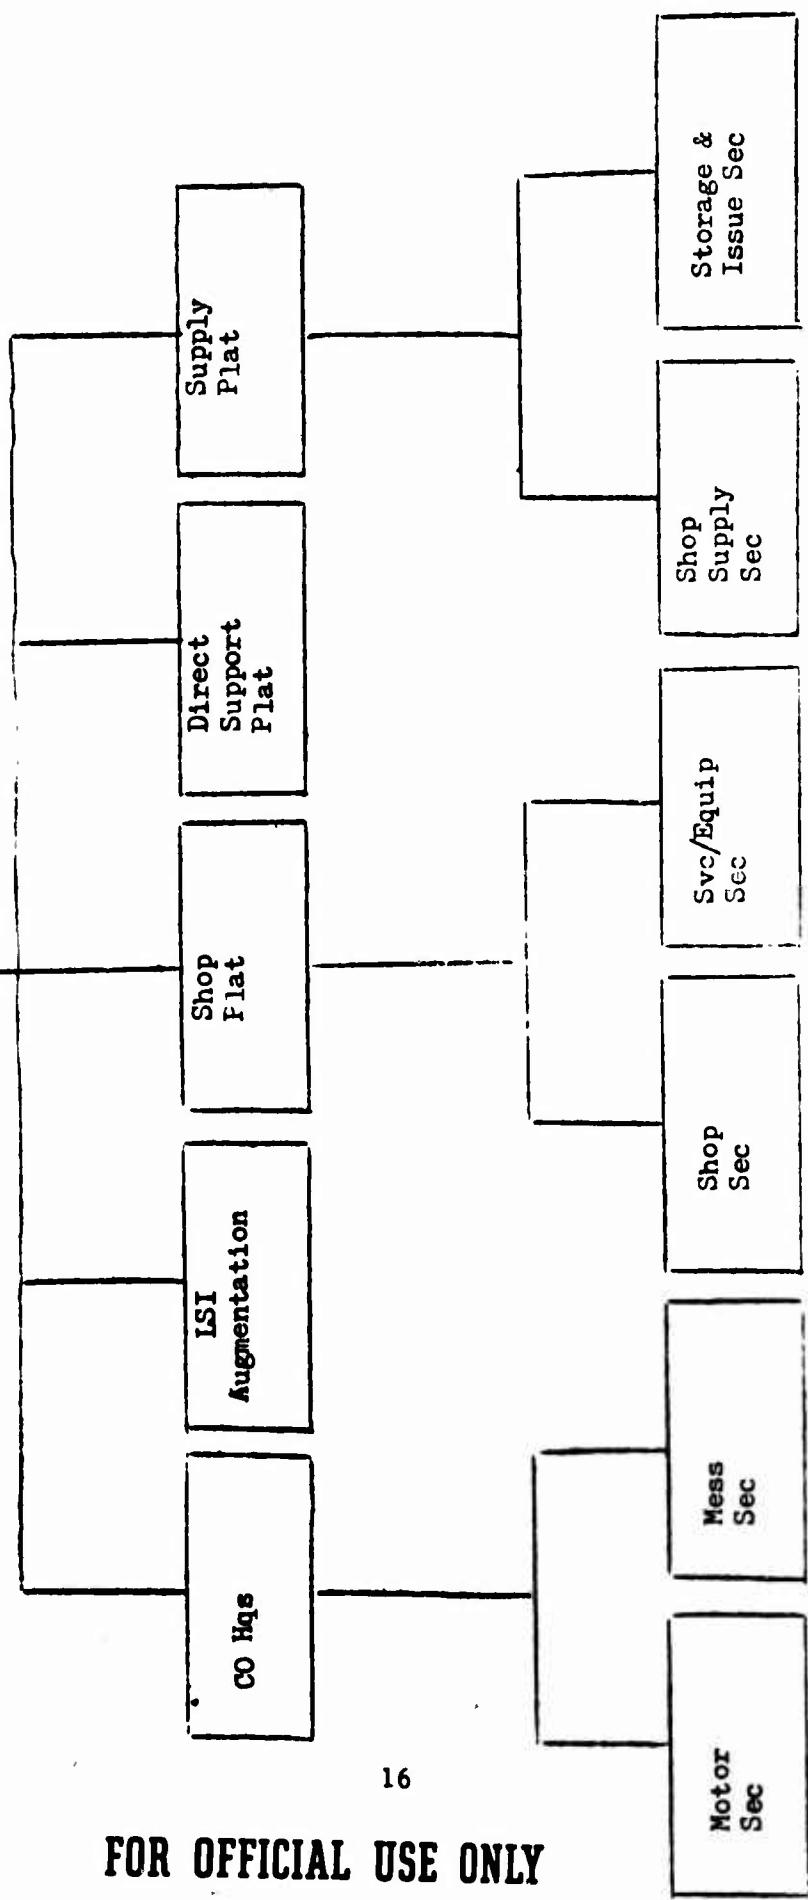 CO Hqs
LSI
Augmentation
Shop
Plat
Direct
Support
Plat
Supply
Plat
Motor
Sec
Mess
Sec
Shop
Sec
Svc/Equip
Sec
Shop
Supply
Sec
Storage &
Issue Sec
16
FOR OFFICIAL USE ONLY